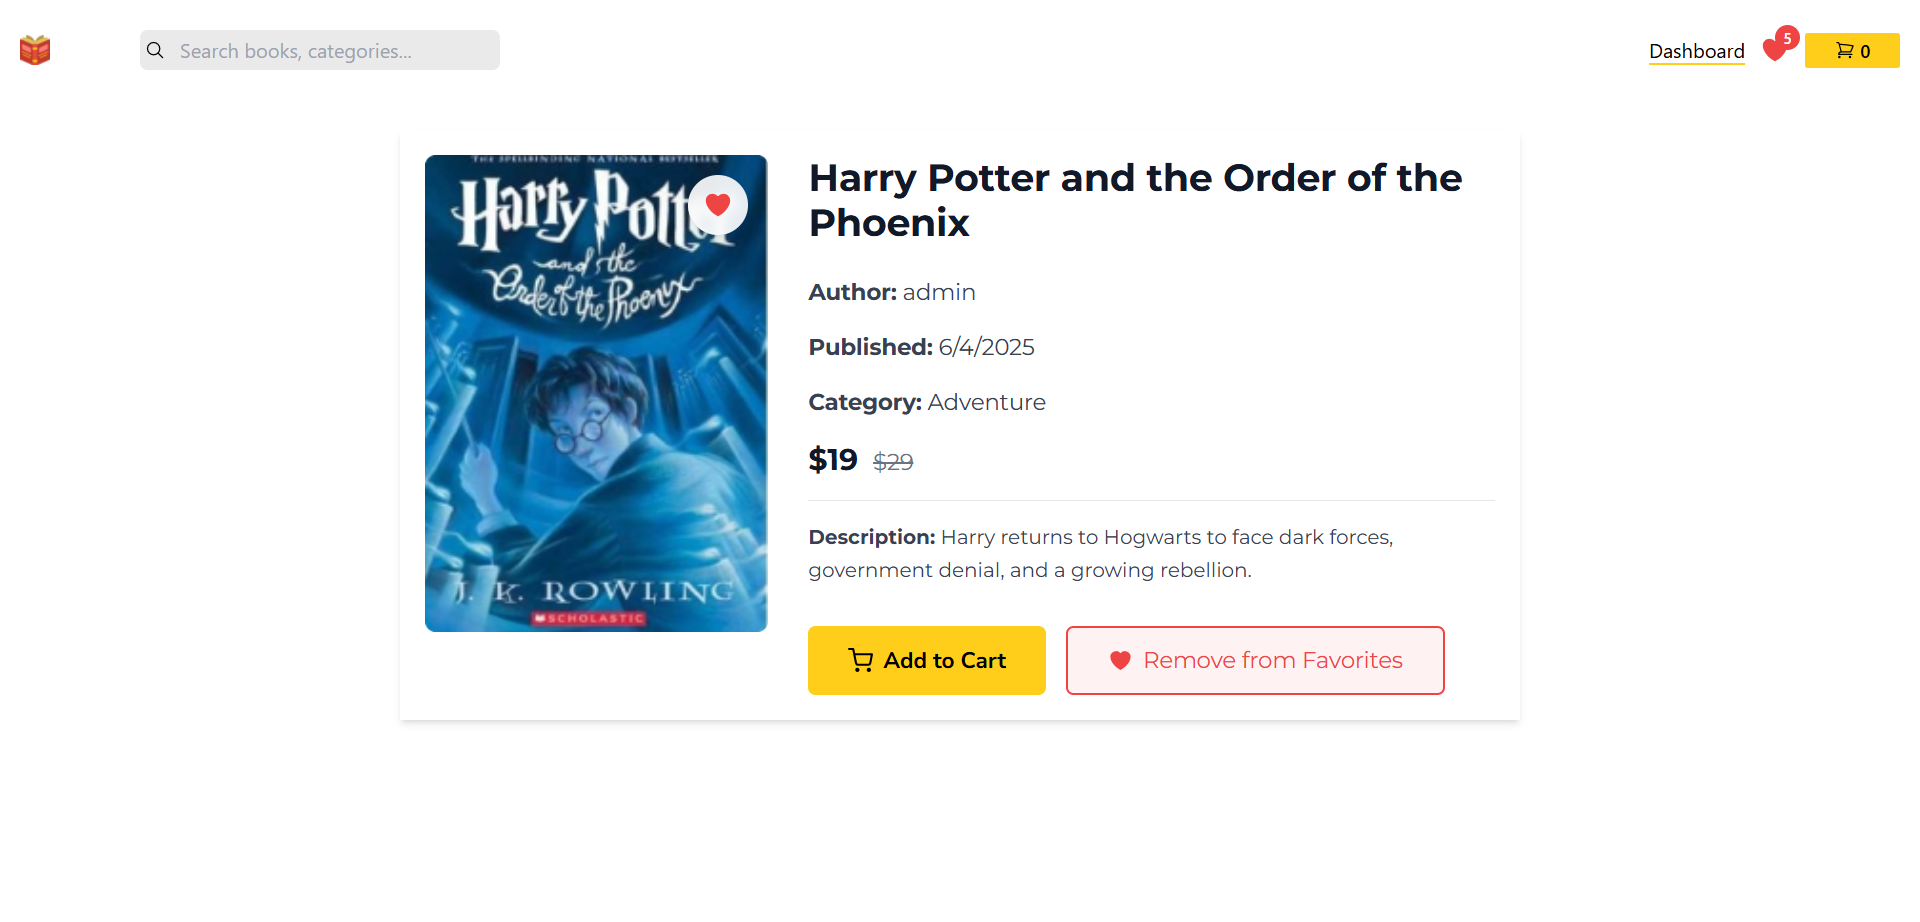 Search books, categories...
Dashboard
5
0
THE SPELLBINDING NATIONAL BESTSELLER
Harry Potter
and the
Order of the Phoenix
J. K. ROWLING
SCHOLASTIC
Harry Potter and the Order of the
Phoenix
Author: admin
Published: 6/4/2025
Category: Adventure
$19 $29
Description: Harry returns to Hogwarts to face dark forces,
government denial, and a growing rebellion.
Add to Cart
Remove from Favorites